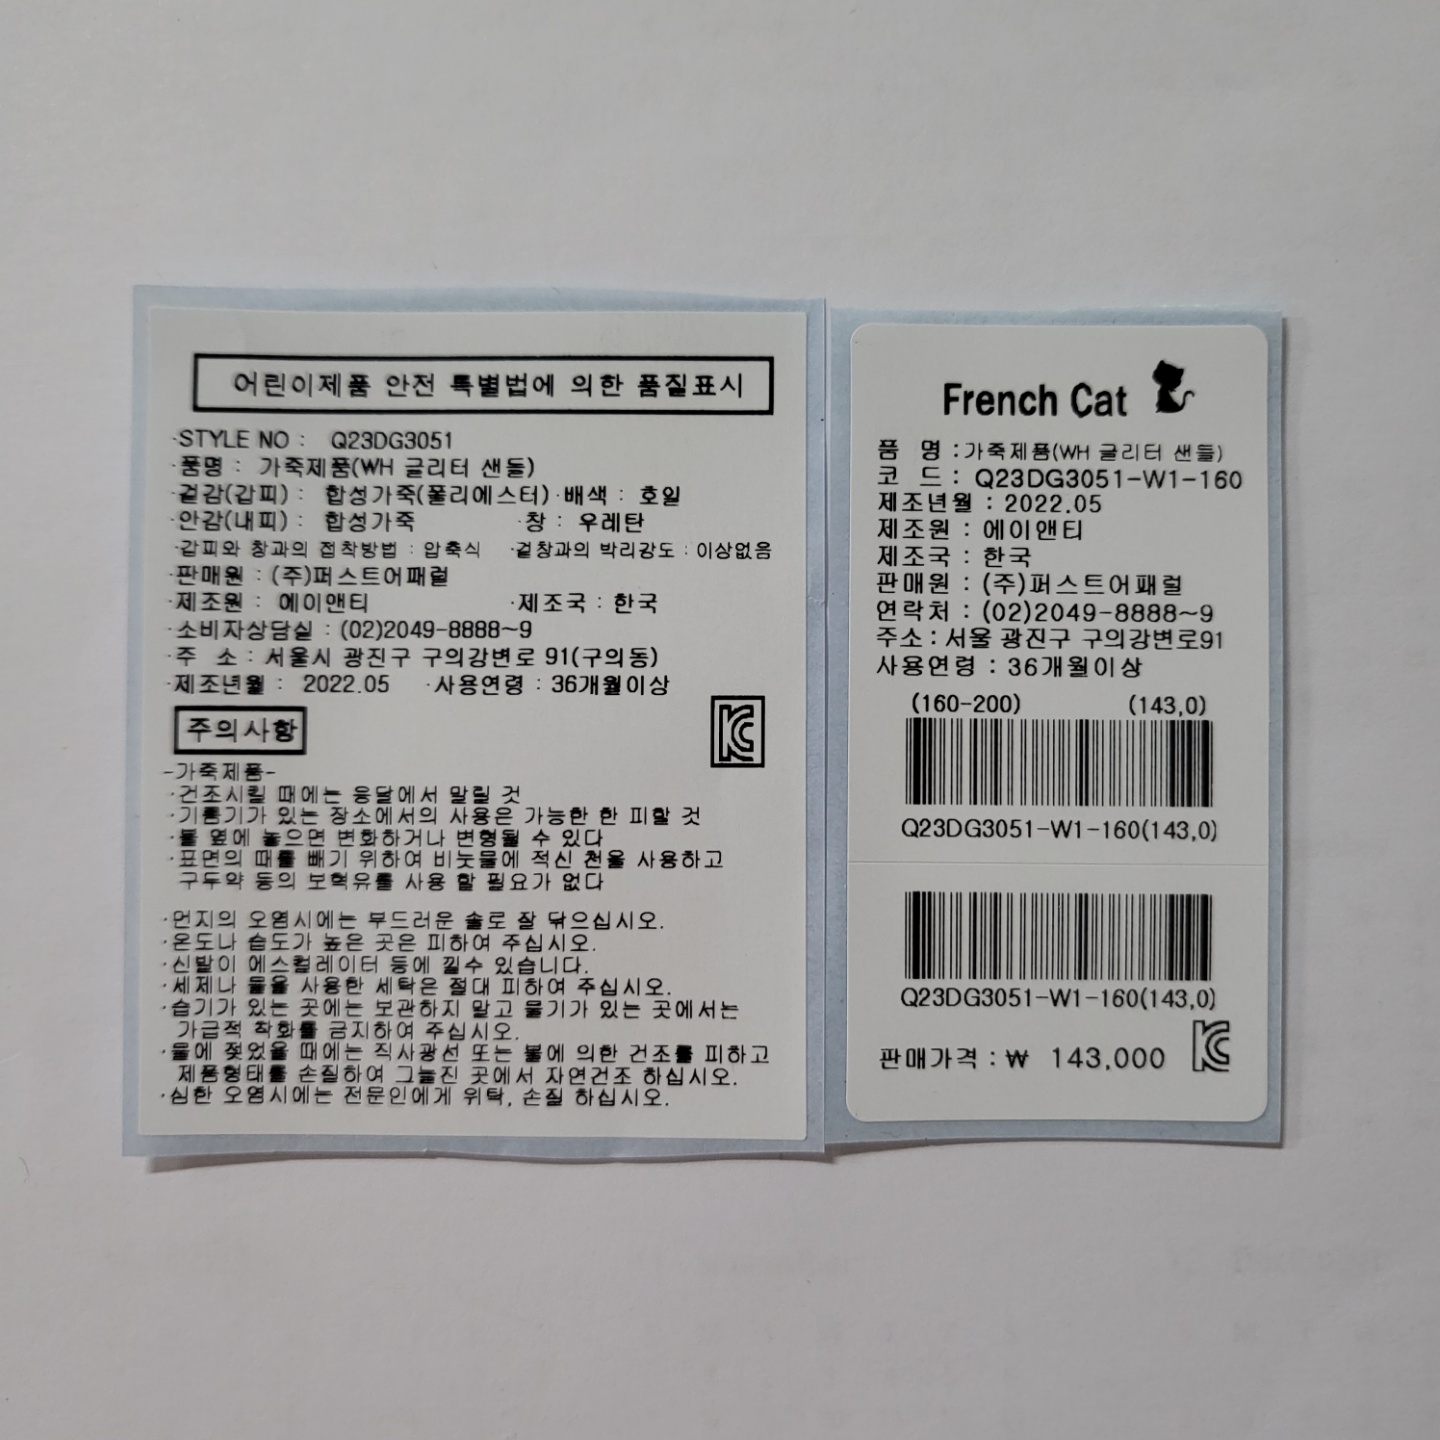 어린이제품 안전 특별법에 의한 품질표시
·STYLE NO : Q23DG3051
·품명 : 가죽제품(WH 글리터 샌들)
·겉감(갑피) : 합성가죽(폴리에스터) ·배색 : 호일
·안감(내피) : 합성가죽 ·창 : 우레탄
·갑피와 창과의 접착방법 : 압축식 ·겉창과의 박리강도 : 이상없음
·판매원 : (주)퍼스트어패럴
·제조원 : 에이앤티 ·제조국 : 한국
·소비자상담실 : (02)2049-8888~9
·주 소 : 서울시 광진구 구의강변로 91(구의동)
·제조년월 : 2022.05 ·사용연령 : 36개월이상
주의사항
-가죽제품-
·건조시킬 때에는 응달에서 말릴 것
·기름기가 있는 장소에서의 사용은 가능한 한 피할 것
·불 옆에 놓으면 변화하거나 변형될 수 있다
·표면의 때를 빼기 위하여 비눗물에 적신 천을 사용하고
구두약 등의 보혁유를 사용 할 필요가 없다
·먼지의 오염시에는 부드러운 솔로 잘 닦으십시오.
·온도나 습도가 높은 곳은 피하여 주십시오.
·신발이 에스컬레이터 등에 낄수 있습니다.
·세제나 물을 사용한 세탁은 절대 피하여 주십시오.
·습기가 있는 곳에는 보관하지 말고 물기가 있는 곳에서는
가급적 착화를 금지하여 주십시오.
·물에 젖었을 때에는 직사광선 또는 불에 의한 건조를 피하고
제품형태를 손질하여 그늘진 곳에서 자연건조 하십시오.
·심한 오염시에는 전문인에게 위탁, 손질 하십시오.
French Cat
품 명 : 가죽제품(WH 글리터 샌들)
코 드 : Q23DG3051-W1-160
제조년월 : 2022.05
제조원 : 에이앤티
제조국 : 한국
판매원 : (주)퍼스트어패럴
연락처 : (02)2049-8888~9
주소 : 서울 광진구 구의강변로91
사용연령 : 36개월이상
(160-200) (143,0)
Q23DG3051-W1-160(143,0)
Q23DG3051-W1-160(143,0)
판매가격 : ₩ 143,000